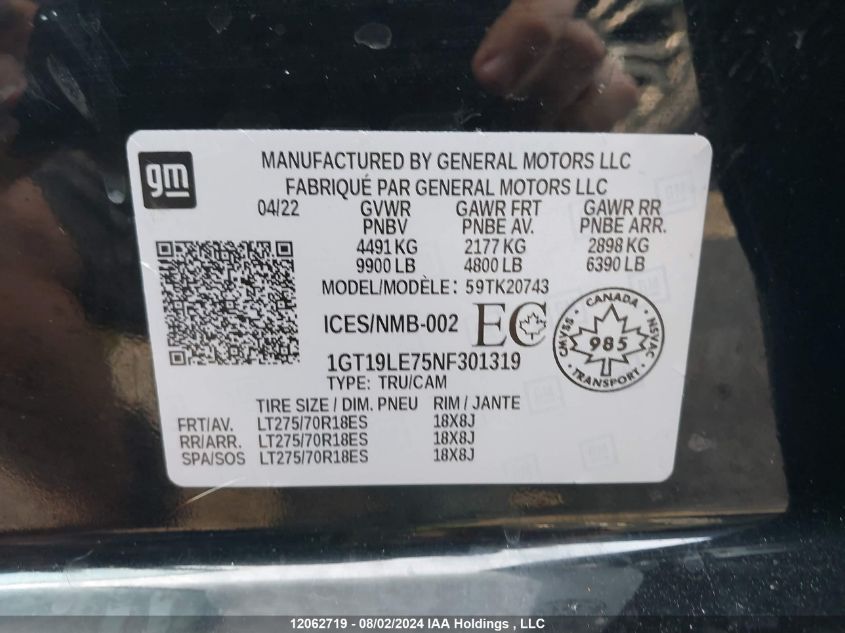 gm
MANUFACTURED BY GENERAL MOTORS LLC
FABRIQUÉ PAR GENERAL MOTORS LLC
04/22 GVWR GAWR FRT GAWR RR
PNBV PNBE AV. PNBE ARR.
4491 KG 2177 KG 2898 KG
9900 LB 4800 LB 6390 LB
MODEL/MODÈLE: 59TK20743
ICES/NMB-002 EC
CANADA
CMVSS 985 NSVAC
TRANSPORT
1GT19LE75NF301319
TYPE: TRU/CAM
TIRE SIZE / DIM. PNEU RIM / JANTE
FRT/AV. LT275/70R18ES 18X8J
RR/ARR. LT275/70R18ES 18X8J
SPA/SOS LT275/70R18ES 18X8J
12062719 - 08/02/2024 IAA Holdings , LLC